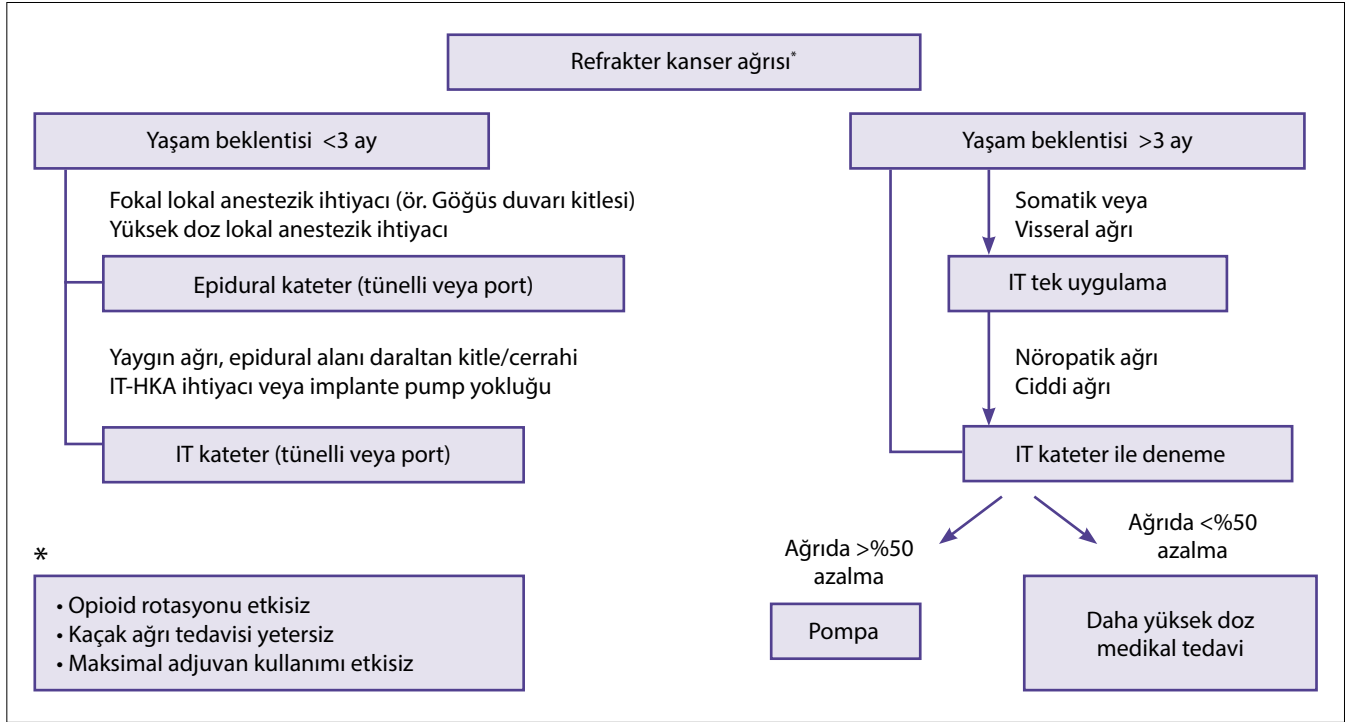 Refrakter kanser ağrısı*
Yaşam beklentisi <3 ay
Fokal lokal anestezik ihtiyacı (ör. Göğüs duvarı kitlesi)
Yüksek doz lokal anestezik ihtiyacı
Epidural kateter (tünelli veya port)
Yaygın ağrı, epidural alanı daraltan kitle/cerrahi
IT-HKA ihtiyacı veya implante pump yokluğu
IT kateter (tünelli veya port)
*
• Opioid rotasyonu etkisiz
• Kaçak ağrı tedavisi yetersiz
• Maksimal adjuvan kullanımı etkisiz
Yaşam beklentisi >3 ay
Somatik veya
Visseral ağrı
IT tek uygulama
Nöropatik ağrı
Ciddi ağrı
IT kateter ile deneme
Ağrıda >%50
azalma
Pompa
Ağrıda <%50
azalma
Daha yüksek doz
medikal tedavi